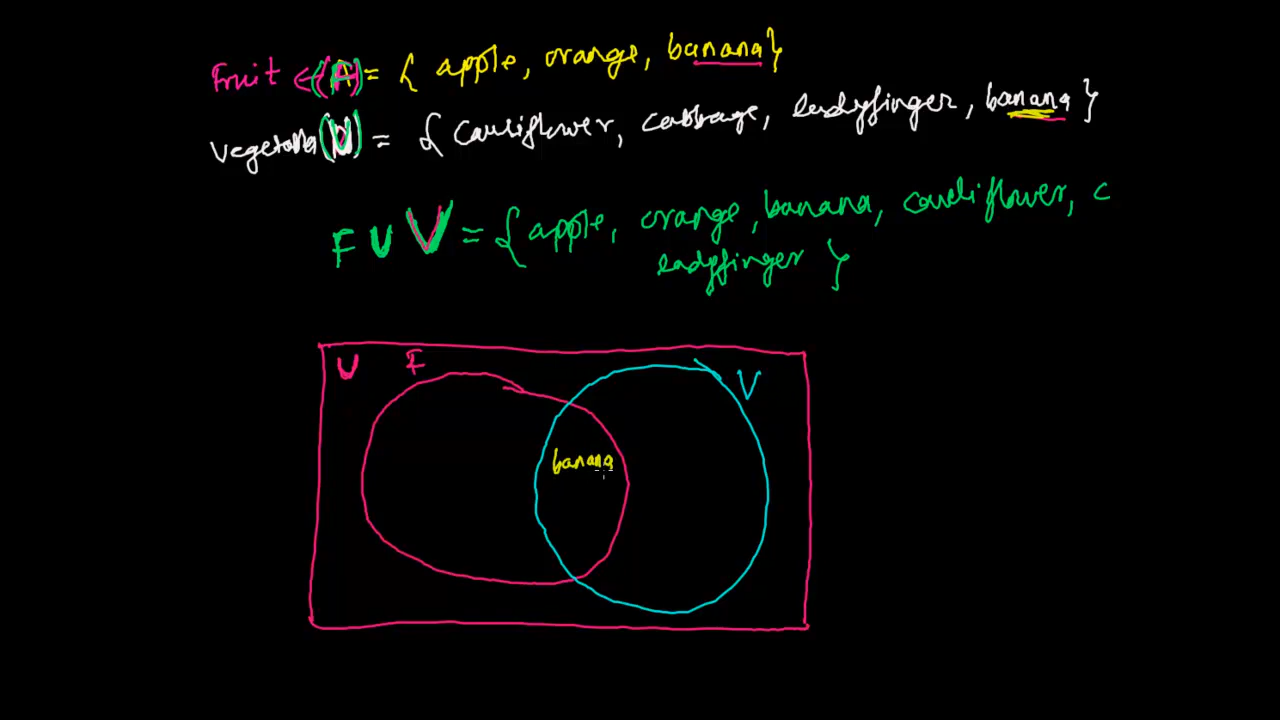 Fruit (F) = { apple, orange, banana }
Vegetable (V) = { Cauliflower, cabbage, ladyfinger, banana }
F U V = { apple, orange, banana, cauliflower, c
ladyfinger }
U F V
banana